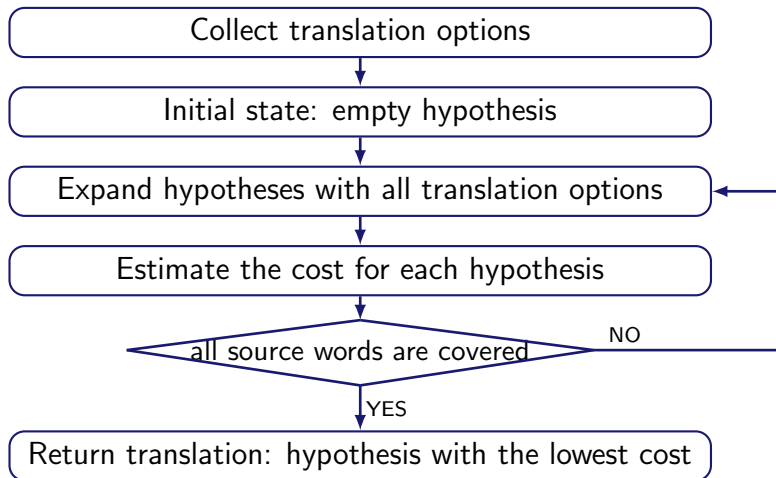 Collect translation options
Initial state: empty hypothesis
Expand hypotheses with all translation options
Estimate the cost for each hypothesis
all source words are covered
NO
YES
Return translation: hypothesis with the lowest cost